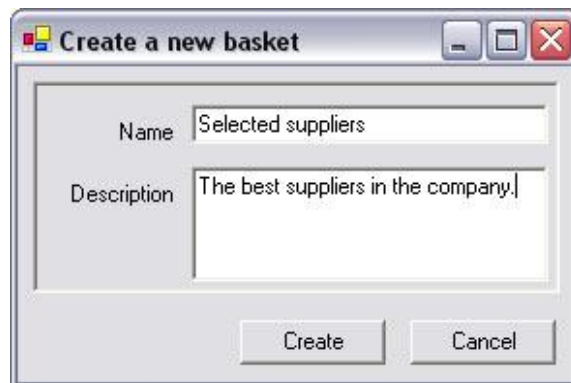 Create a new basket
Name
Selected suppliers
Description
The best suppliers in the company.
Create
Cancel